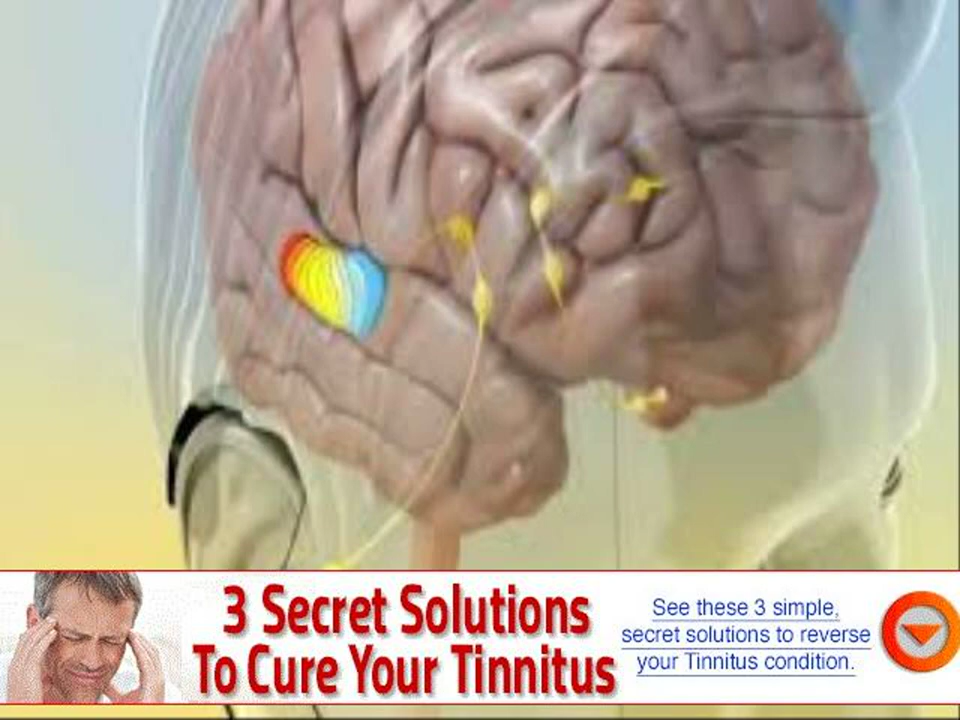 3 Secret Solutions
To Cure Your Tinnitus
See these 3 simple,
secret solutions to reverse
your Tinnitus condition.